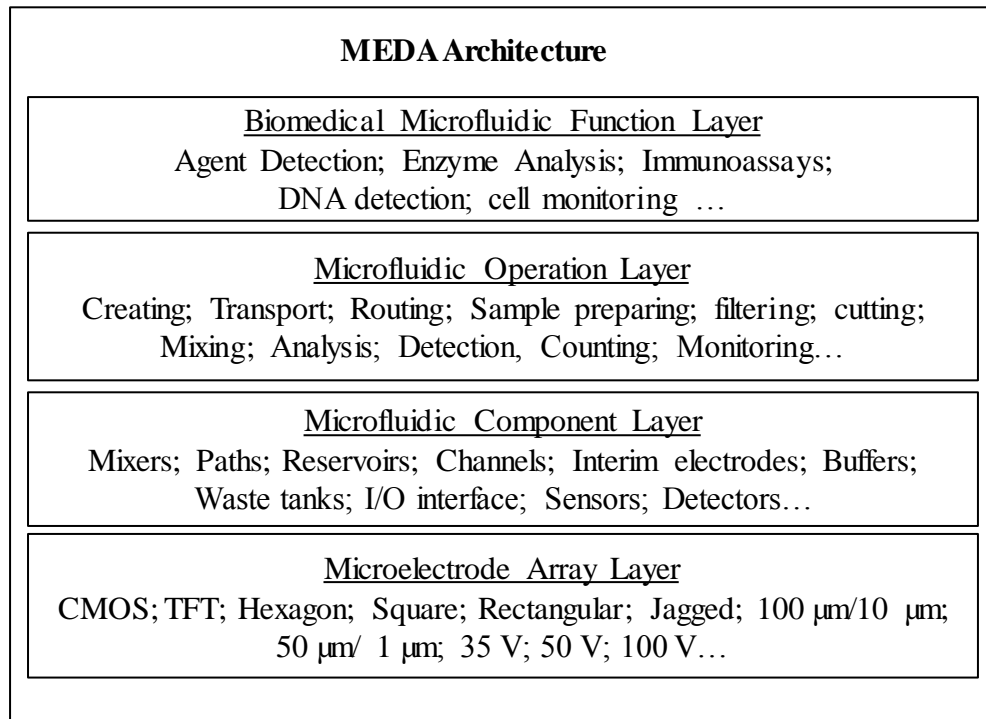 MEDA Architecture
Biomedical Microfluidic Function Layer
Agent Detection; Enzyme Analysis; Immunoassays;
DNA detection; cell monitoring …
Microfluidic Operation Layer
Creating; Transport; Routing; Sample preparing; filtering; cutting;
Mixing; Analysis; Detection, Counting; Monitoring…
Microfluidic Component Layer
Mixers; Paths; Reservoirs; Channels; Interim electrodes; Buffers;
Waste tanks; I/O interface; Sensors; Detectors…
Microelectrode Array Layer
CMOS; TFT; Hexagon; Square; Rectangular; Jagged; 100 μm/10 μm;
50 μm/ 1 μm; 35 V; 50 V; 100 V…